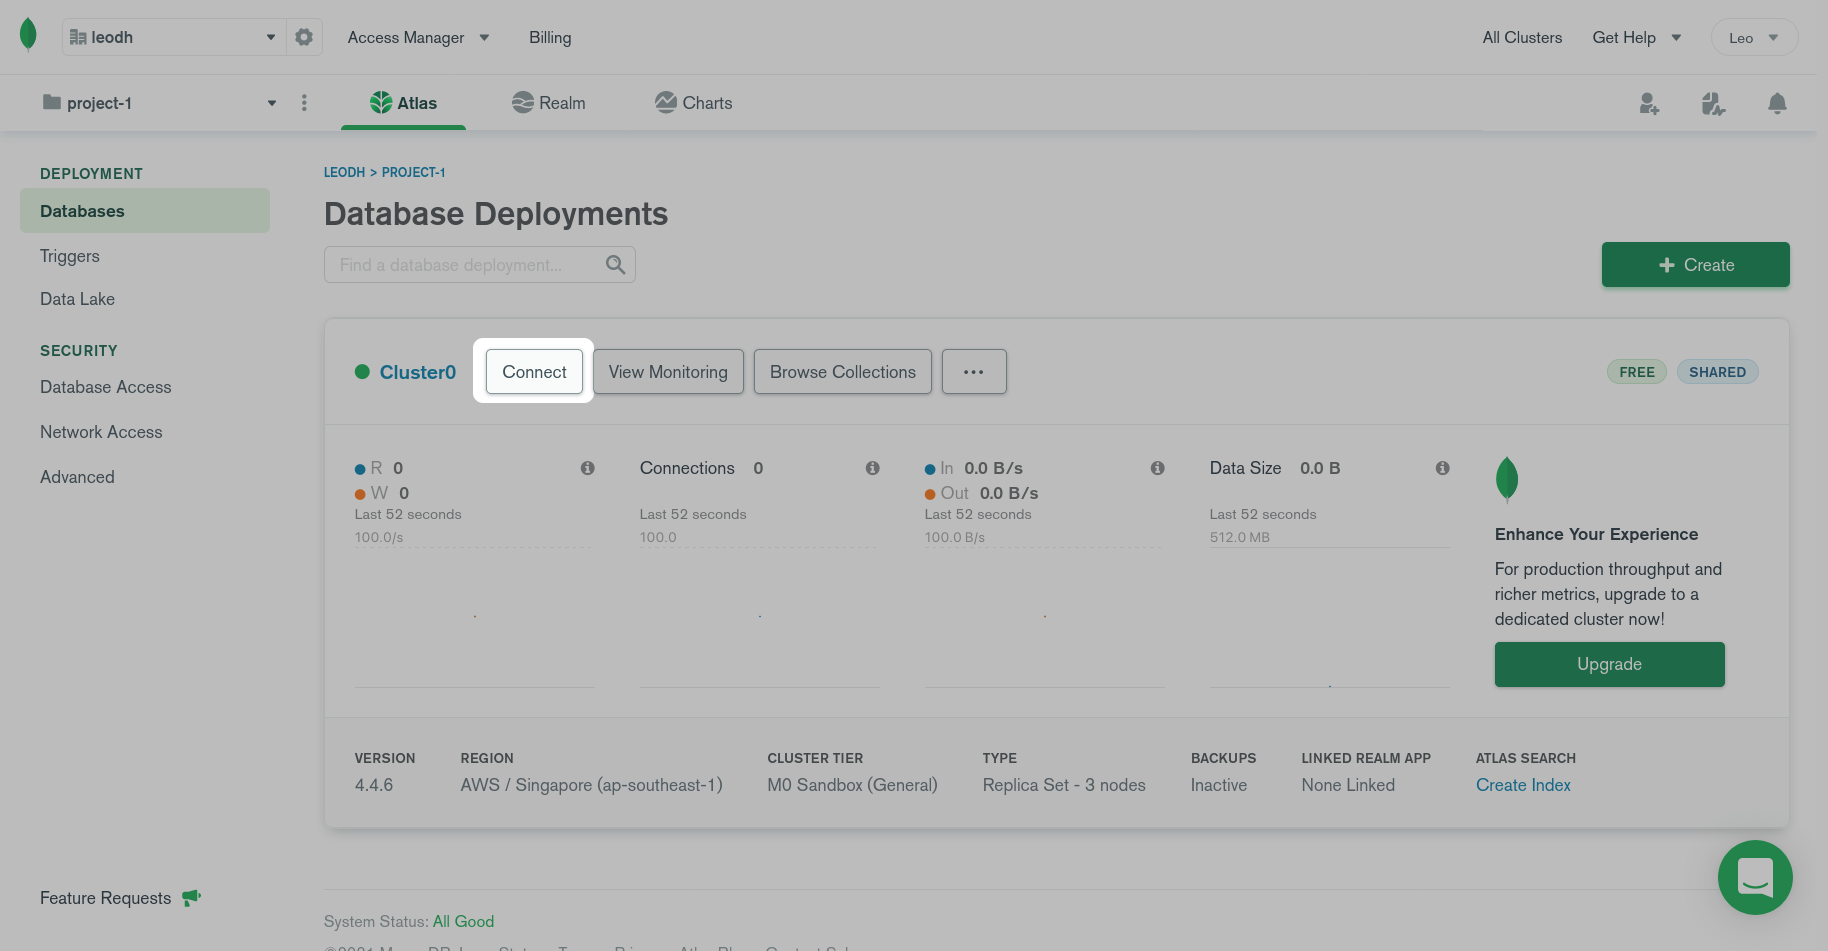 leodh
Access Manager
Billing
All Clusters
Get Help
Leo
project-1
Atlas
Realm
Charts
DEPLOYMENT
Databases
Triggers
Data Lake
SECURITY
Database Access
Network Access
Advanced
Feature Requests
LEODH > PROJECT-1
Database Deployments
Find a database deployment...
Create
Cluster0
Connect
View Monitoring
Browse Collections
...
FREE
SHARED
R 0
W 0
Last 52 seconds
100.0/s
Connections 0
Last 52 seconds
100.0
In 0.0 B/s
Out 0.0 B/s
Last 52 seconds
100.0 B/s
Data Size 0.0 B
Last 52 seconds
512.0 MB
Enhance Your Experience
For production throughput and
richer metrics, upgrade to a
dedicated cluster now!
Upgrade
VERSION
4.4.6
REGION
AWS / Singapore (ap-southeast-1)
CLUSTER TIER
M0 Sandbox (General)
TYPE
Replica Set - 3 nodes
BACKUPS
Inactive
LINKED REALM APP
None Linked
ATLAS SEARCH
Create Index
System Status: All Good